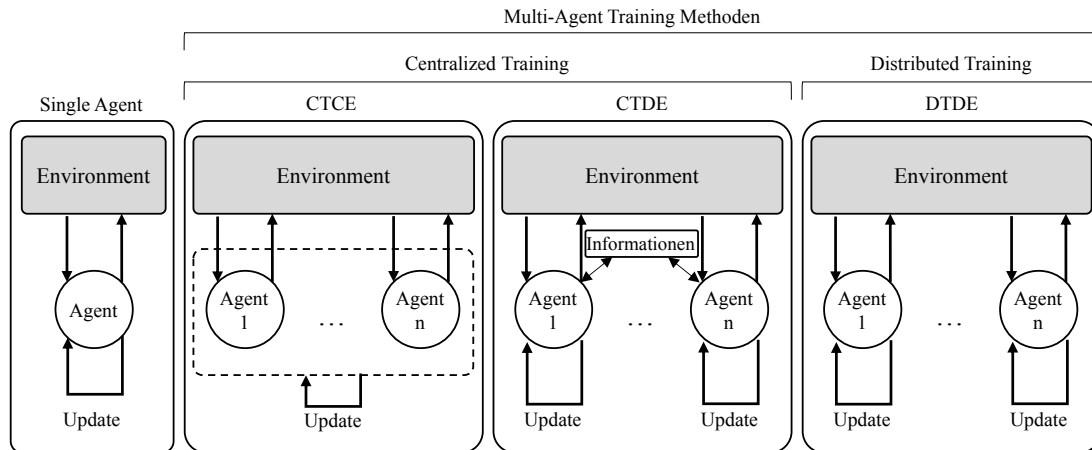 Multi-Agent Training Methoden
Centralized Training
Distributed Training
Single Agent
CTCE
CTDE
DTDE
Environment
Environment
Environment
Environment
Informationen
Agent
Agent
1
...
Agent
n
Agent
1
...
Agent
n
Agent
1
...
Agent
n
Update
Update
Update
Update
Update
Update